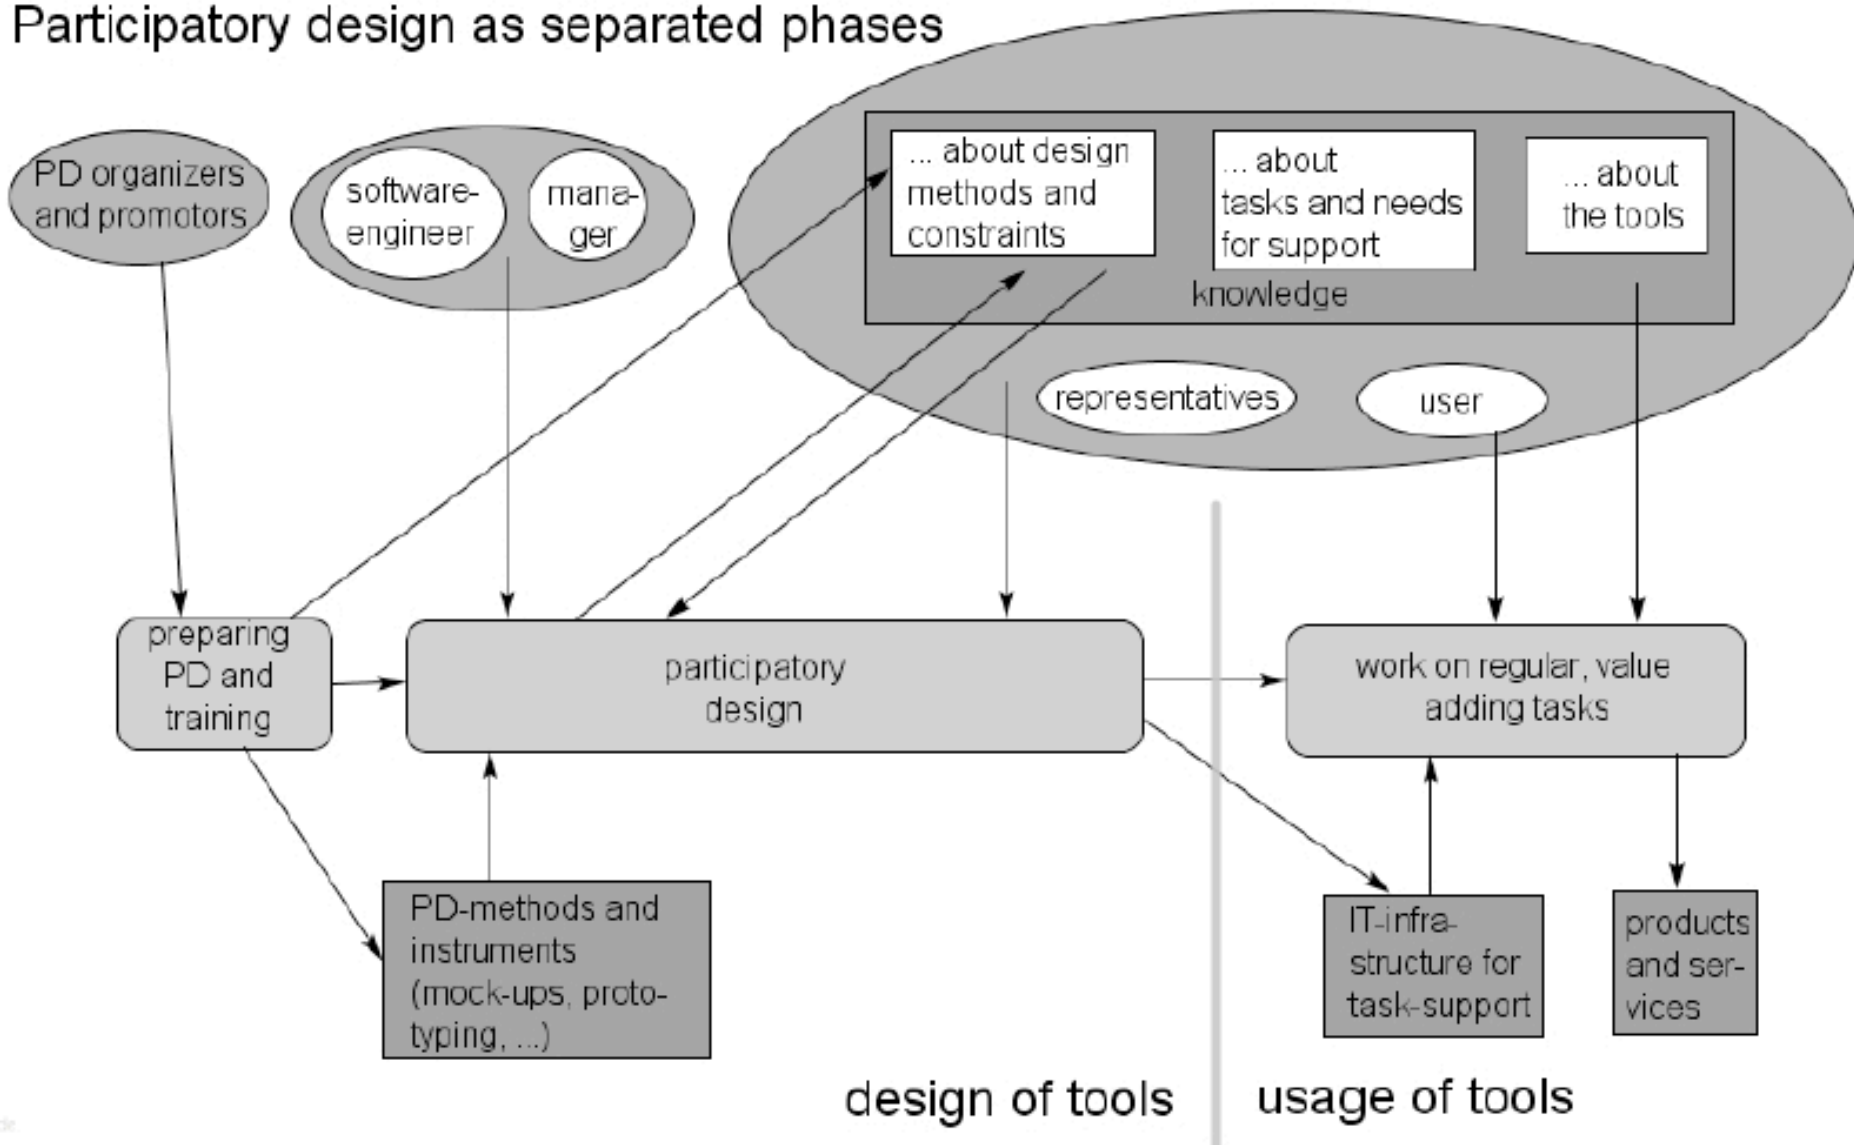 Participatory design as separated phases
PD organizers
and promotors
software-
engineer
mana-
ger
... about design
methods and
constraints
... about
tasks and needs
for support
... about
the tools
knowledge
representatives
user
preparing
PD and
training
participatory
design
work on regular, value
adding tasks
PD-methods and
instruments
(mock-ups, proto-
typing, ...)
IT-infra-
structure for
task-support
products
and ser-
vices
design of tools
usage of tools